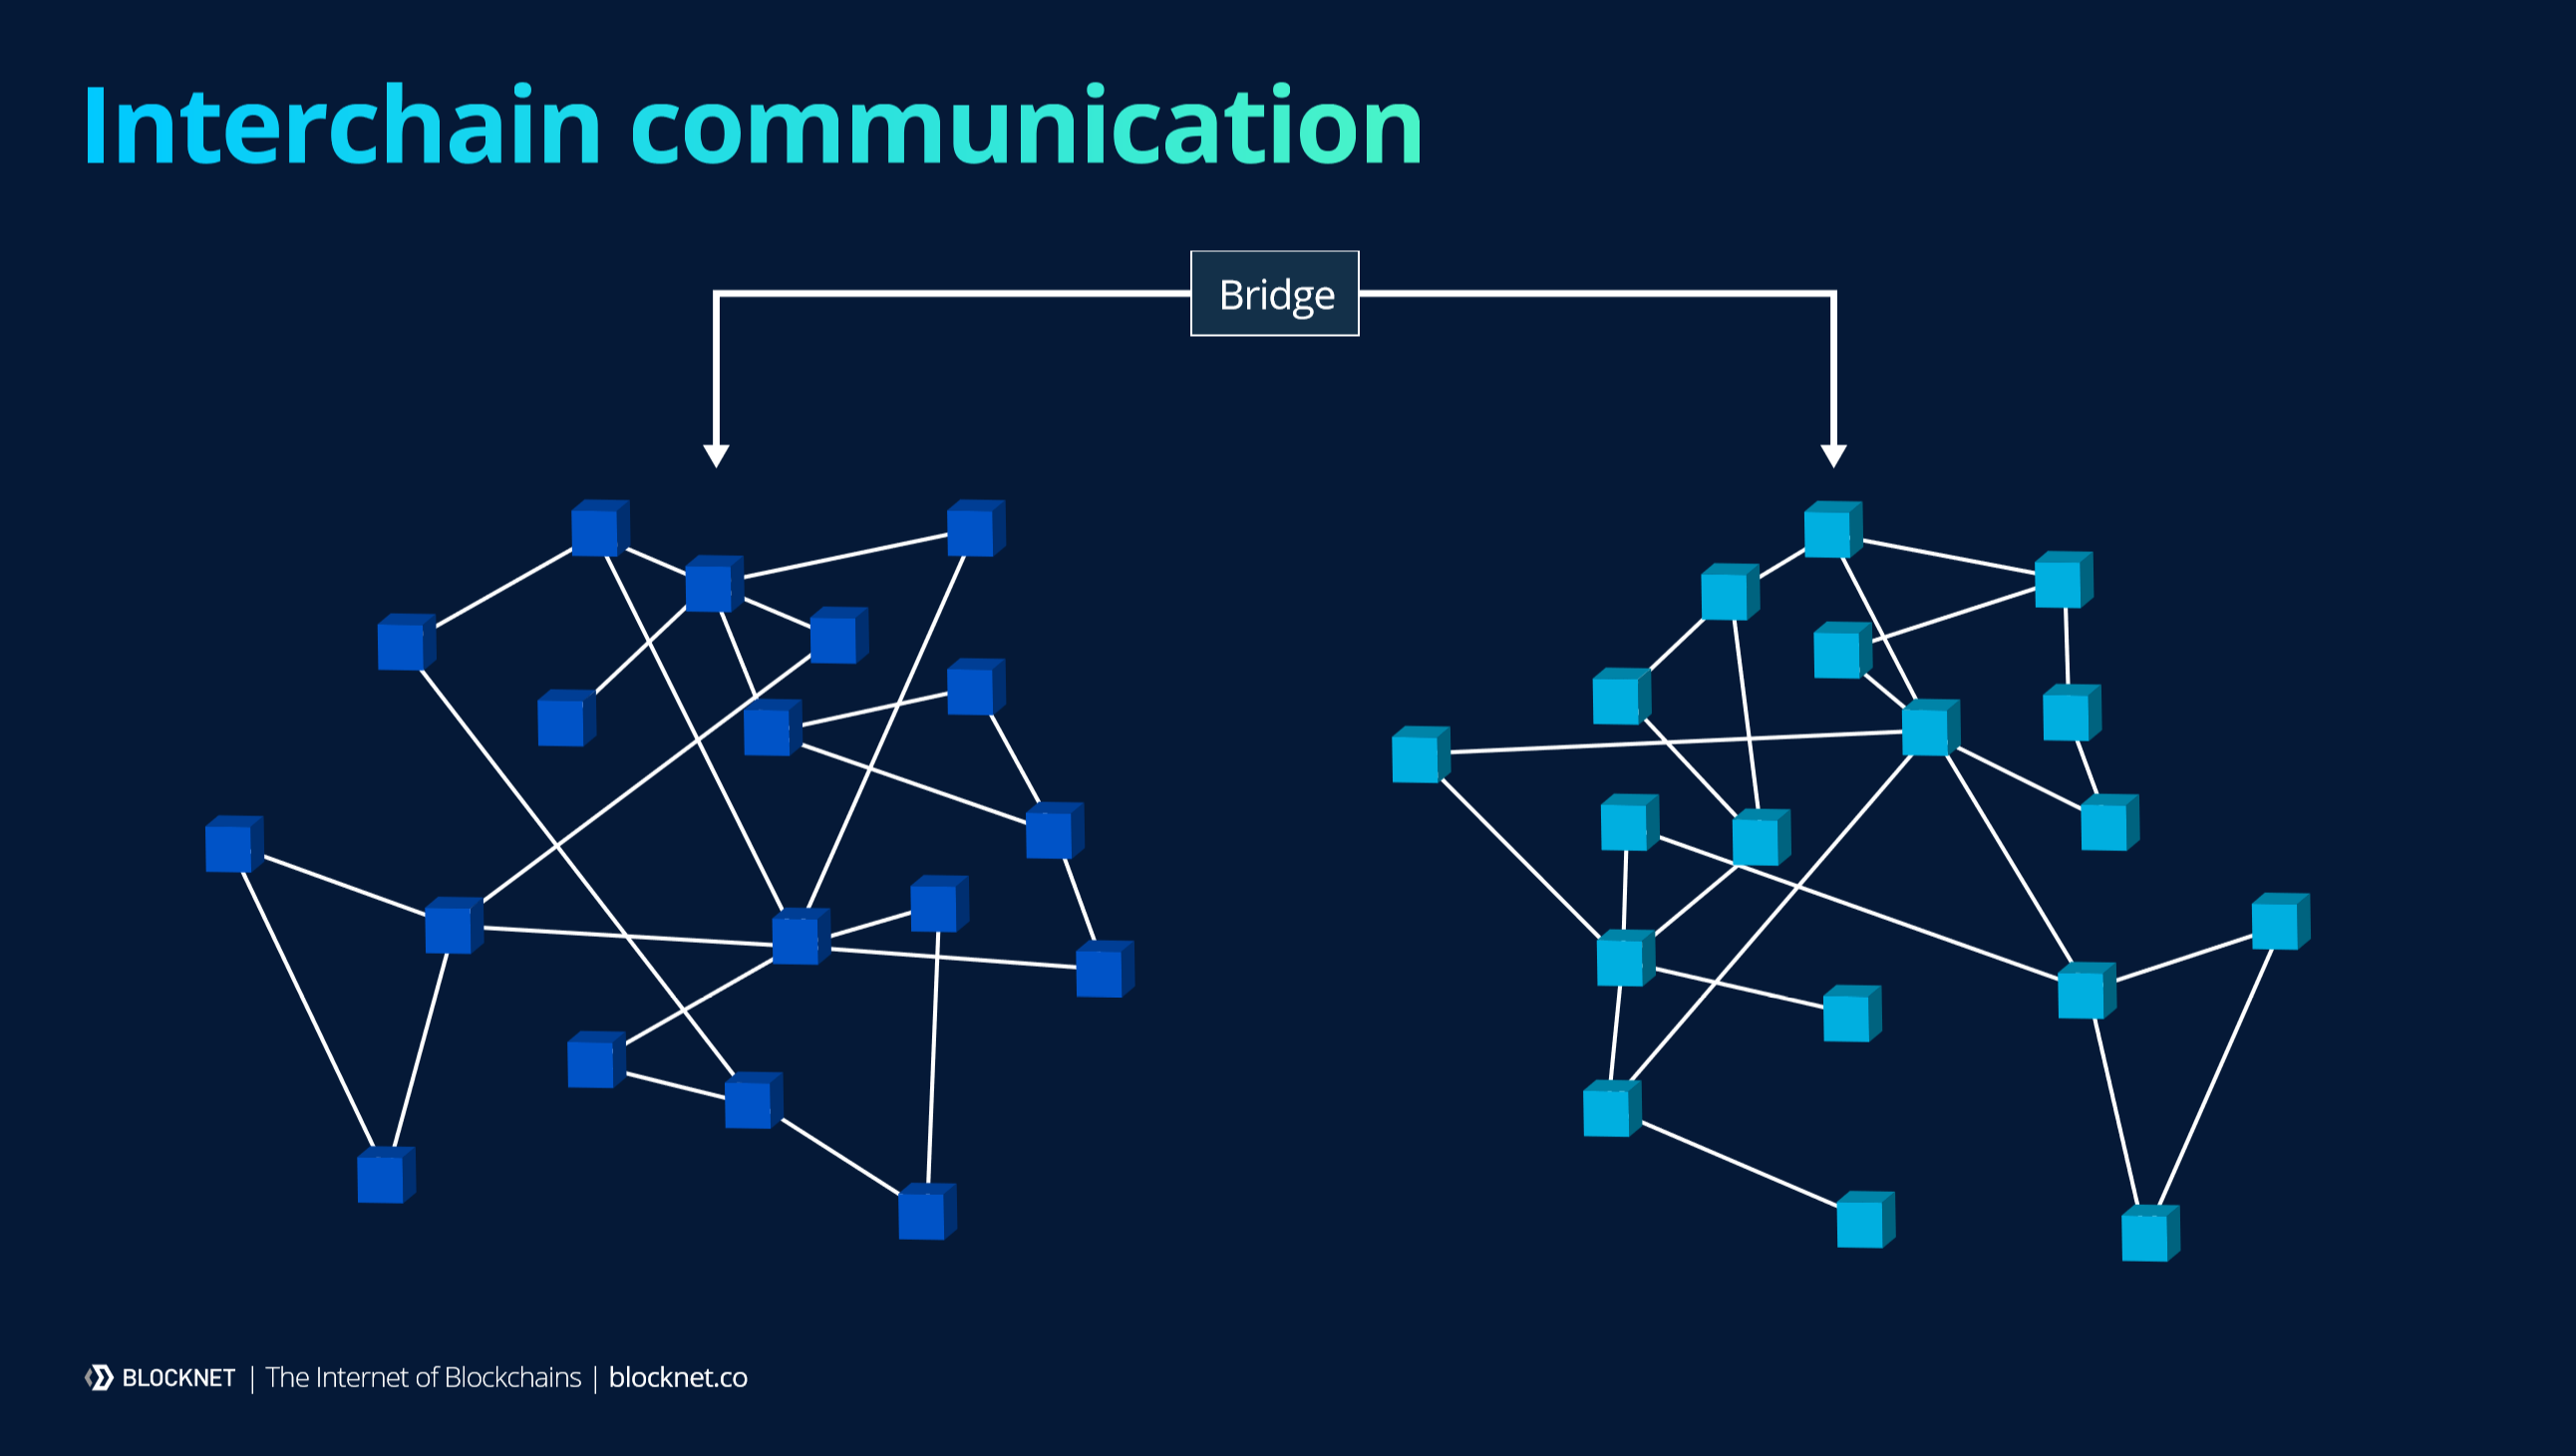 Interchain communication
Bridge
BLOCKNET | The Internet of Blockchains | blocknet.co